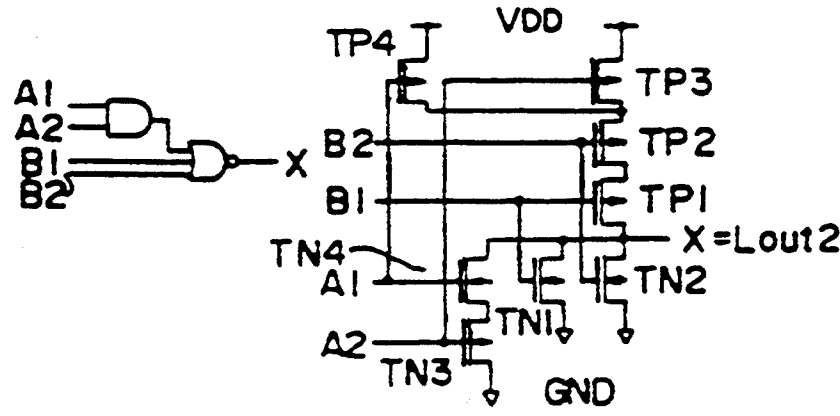 VDD
TP4
TP3
A1
A2
B1
B2
X
B2
TP2
B1
TP1
X=Lout2
TN4
A1
TN1
TN2
A2
TN3
GND